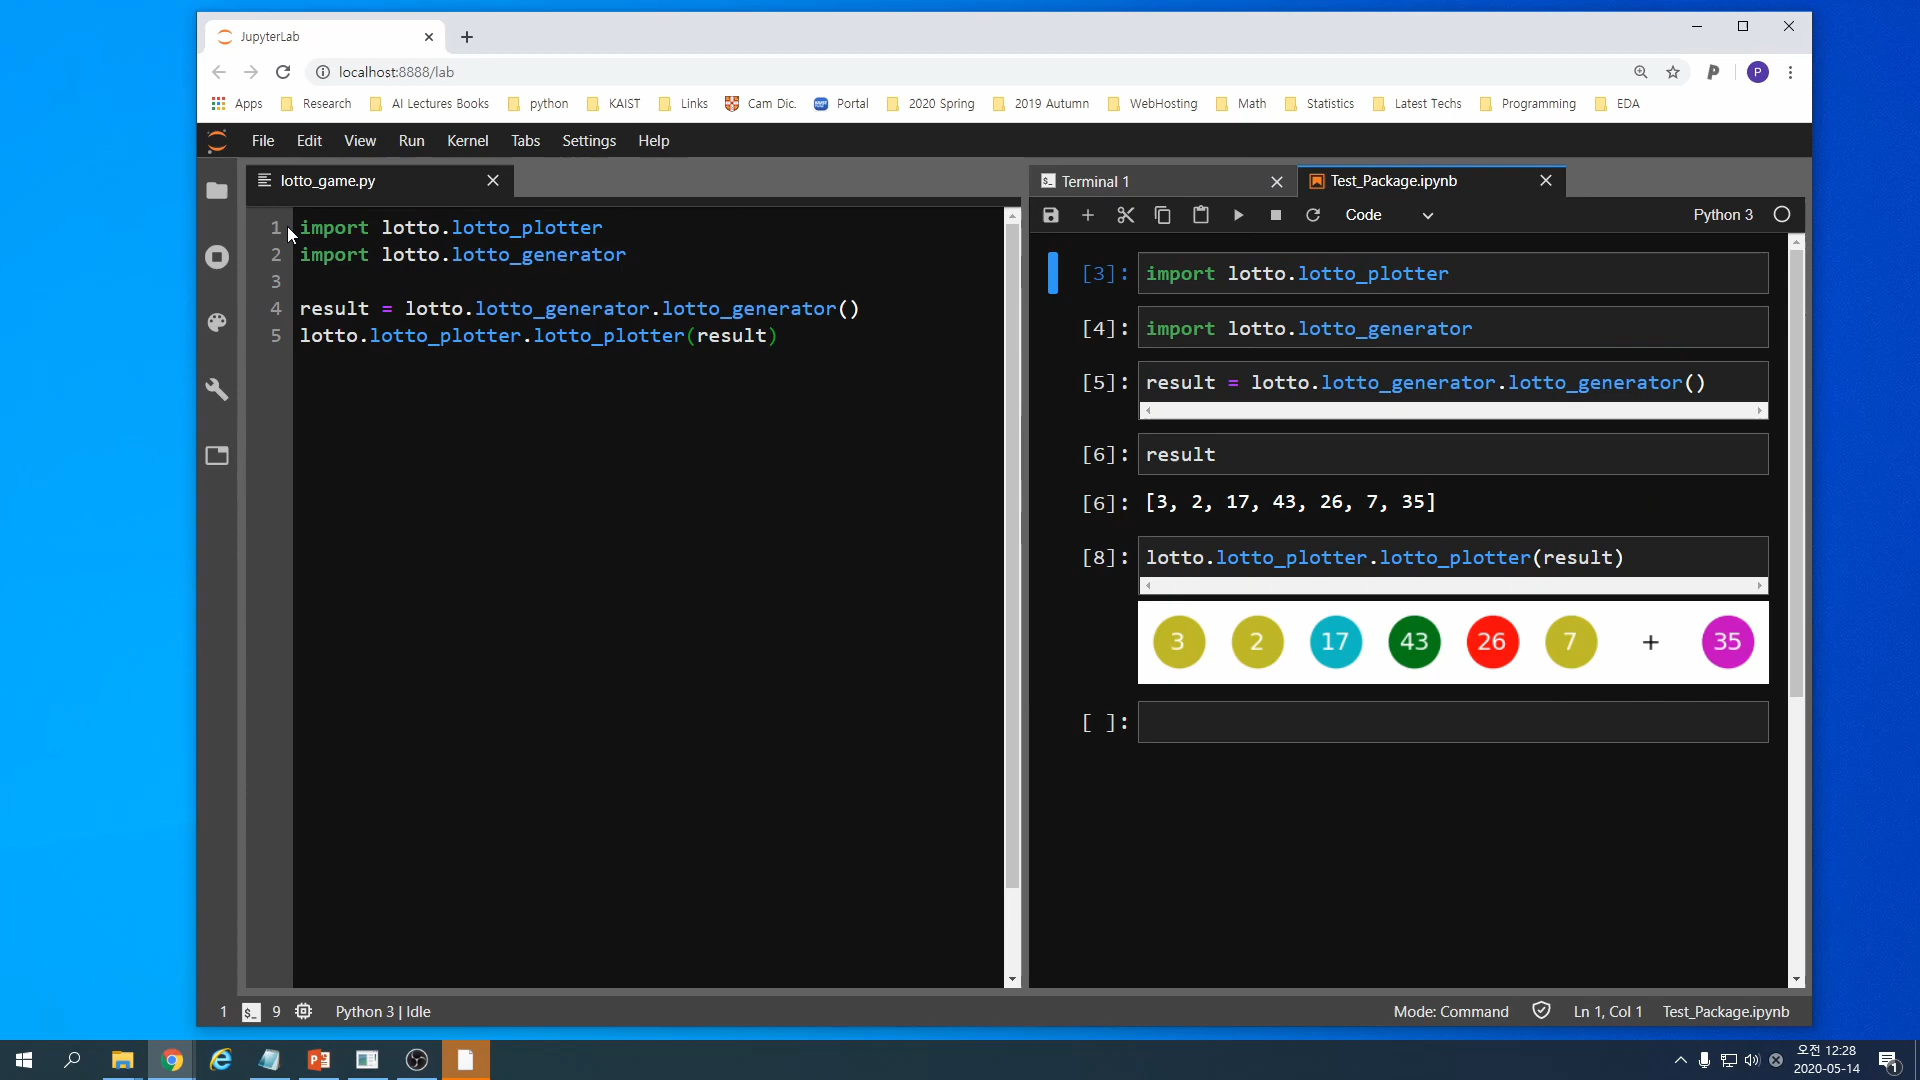 JupyterLab
localhost:8888/lab
P
Apps Research AI Lectures Books python KAIST Links Cam Dic. Portal 2020 Spring 2019 Autumn WebHosting Math Statistics Latest Techs Programming EDA
File Edit View Run Kernel Tabs Settings Help
lotto_game.py
1 import lotto.lotto_plotter
2 import lotto.lotto_generator
3
4 result = lotto.lotto_generator.lotto_generator()
5 lotto.lotto_plotter.lotto_plotter(result)
Terminal 1 Test_Package.ipynb
Code Python 3
[3]: import lotto.lotto_plotter
[4]: import lotto.lotto_generator
[5]: result = lotto.lotto_generator.lotto_generator()
[6]: result
[6]: [3, 2, 17, 43, 26, 7, 35]
[8]: lotto.lotto_plotter.lotto_plotter(result)
3 2 17 43 26 7 + 35
[ ]:
1 $_ 9 Python 3 | Idle Mode: Command Ln 1, Col 1 Test_Package.ipynb
오전 12:28
2020-05-14
1